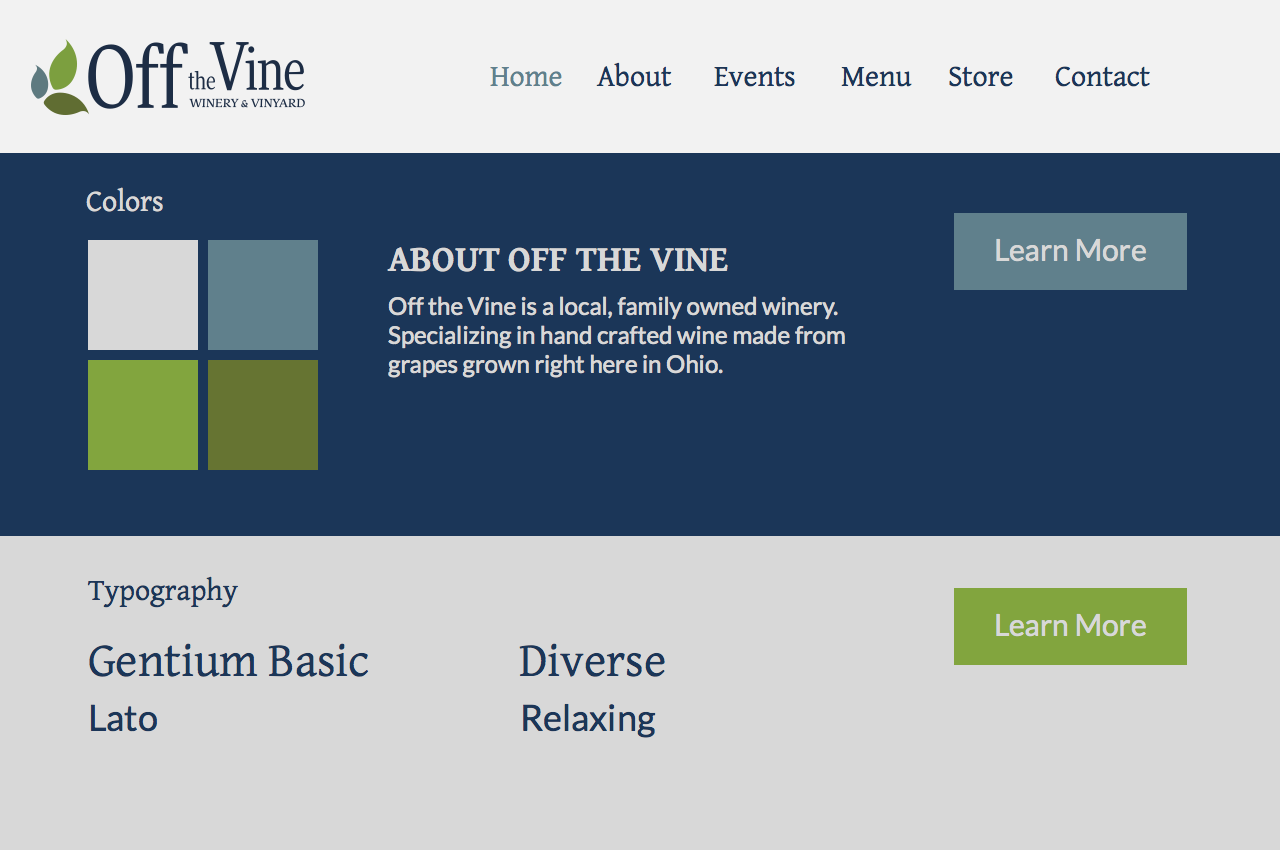 Off the Vine
WINERY & VINYARD
Home About Events Menu Store Contact
Colors
ABOUT OFF THE VINE
Off the Vine is a local, family owned winery.
Specializing in hand crafted wine made from
grapes grown right here in Ohio.
Learn More
Typography
Gentium Basic
Lato
Diverse
Relaxing
Learn More